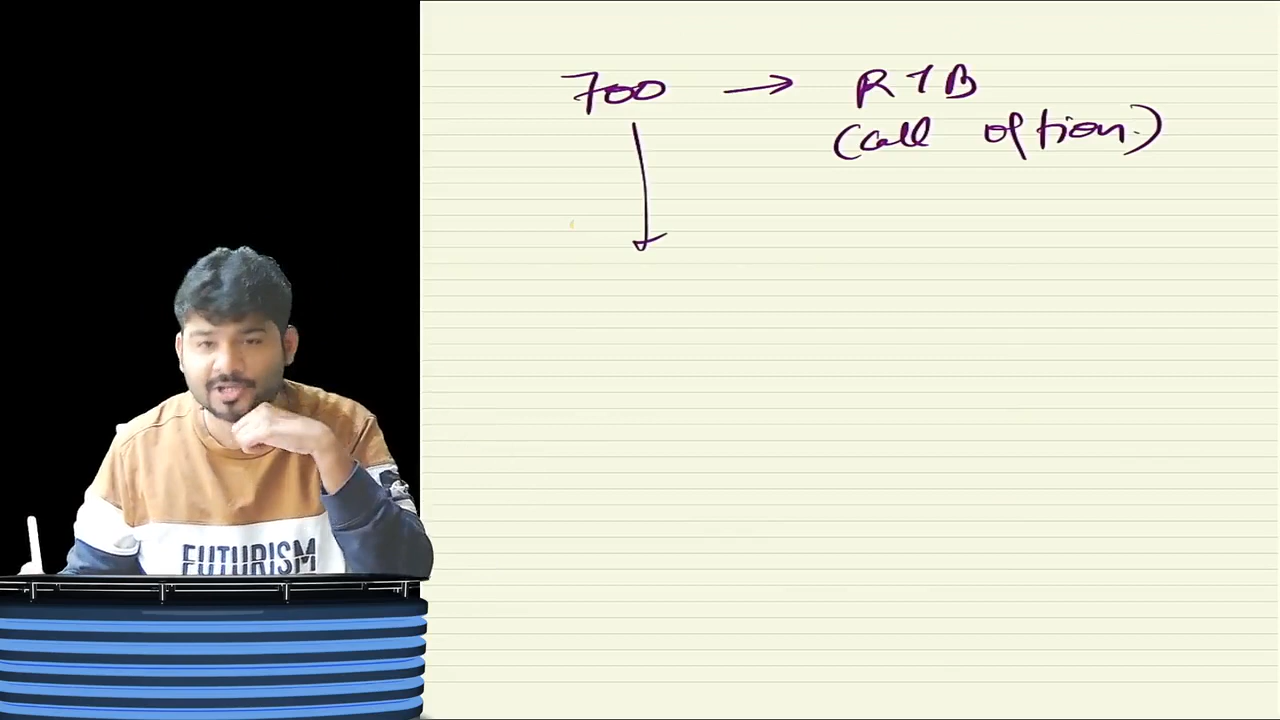 700 → RTB
(call option.)
FUTURISM